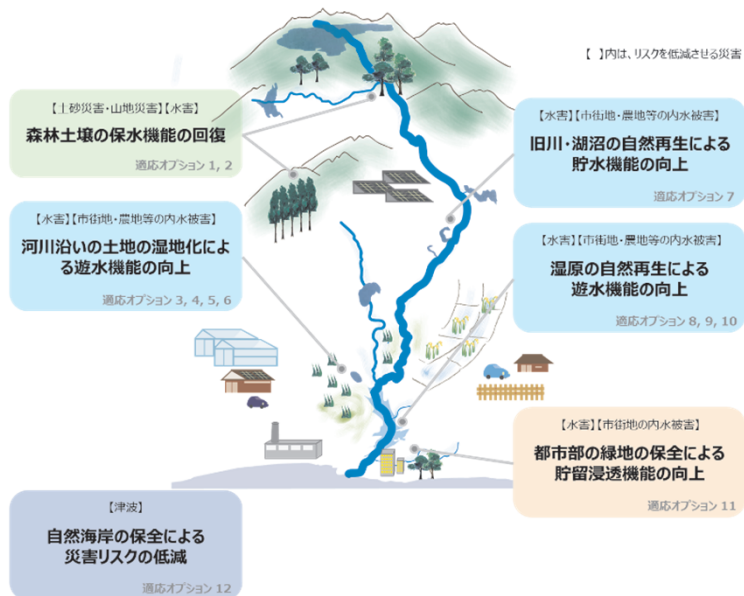 【 】内は、リスクを低減させる災害
【土砂災害・山地災害】【水害】
森林土壌の保水機能の回復
適応オプション 1, 2
【水害】【市街地・農地等の内水被害】
旧川・湖沼の自然再生による
貯水機能の向上
適応オプション 7
【水害】【市街地・農地等の内水被害】
河川沿いの土地の湿地化によ
る遊水機能の向上
適応オプション 3, 4, 5, 6
【水害】【市街地・農地等の内水被害】
湿原の自然再生による
遊水機能の向上
適応オプション 8, 9, 10
【水害】【市街地の内水被害】
都市部の緑地の保全による
貯留浸透機能の向上
適応オプション 11
【津波】
自然海岸の保全による
災害リスクの低減
適応オプション 12